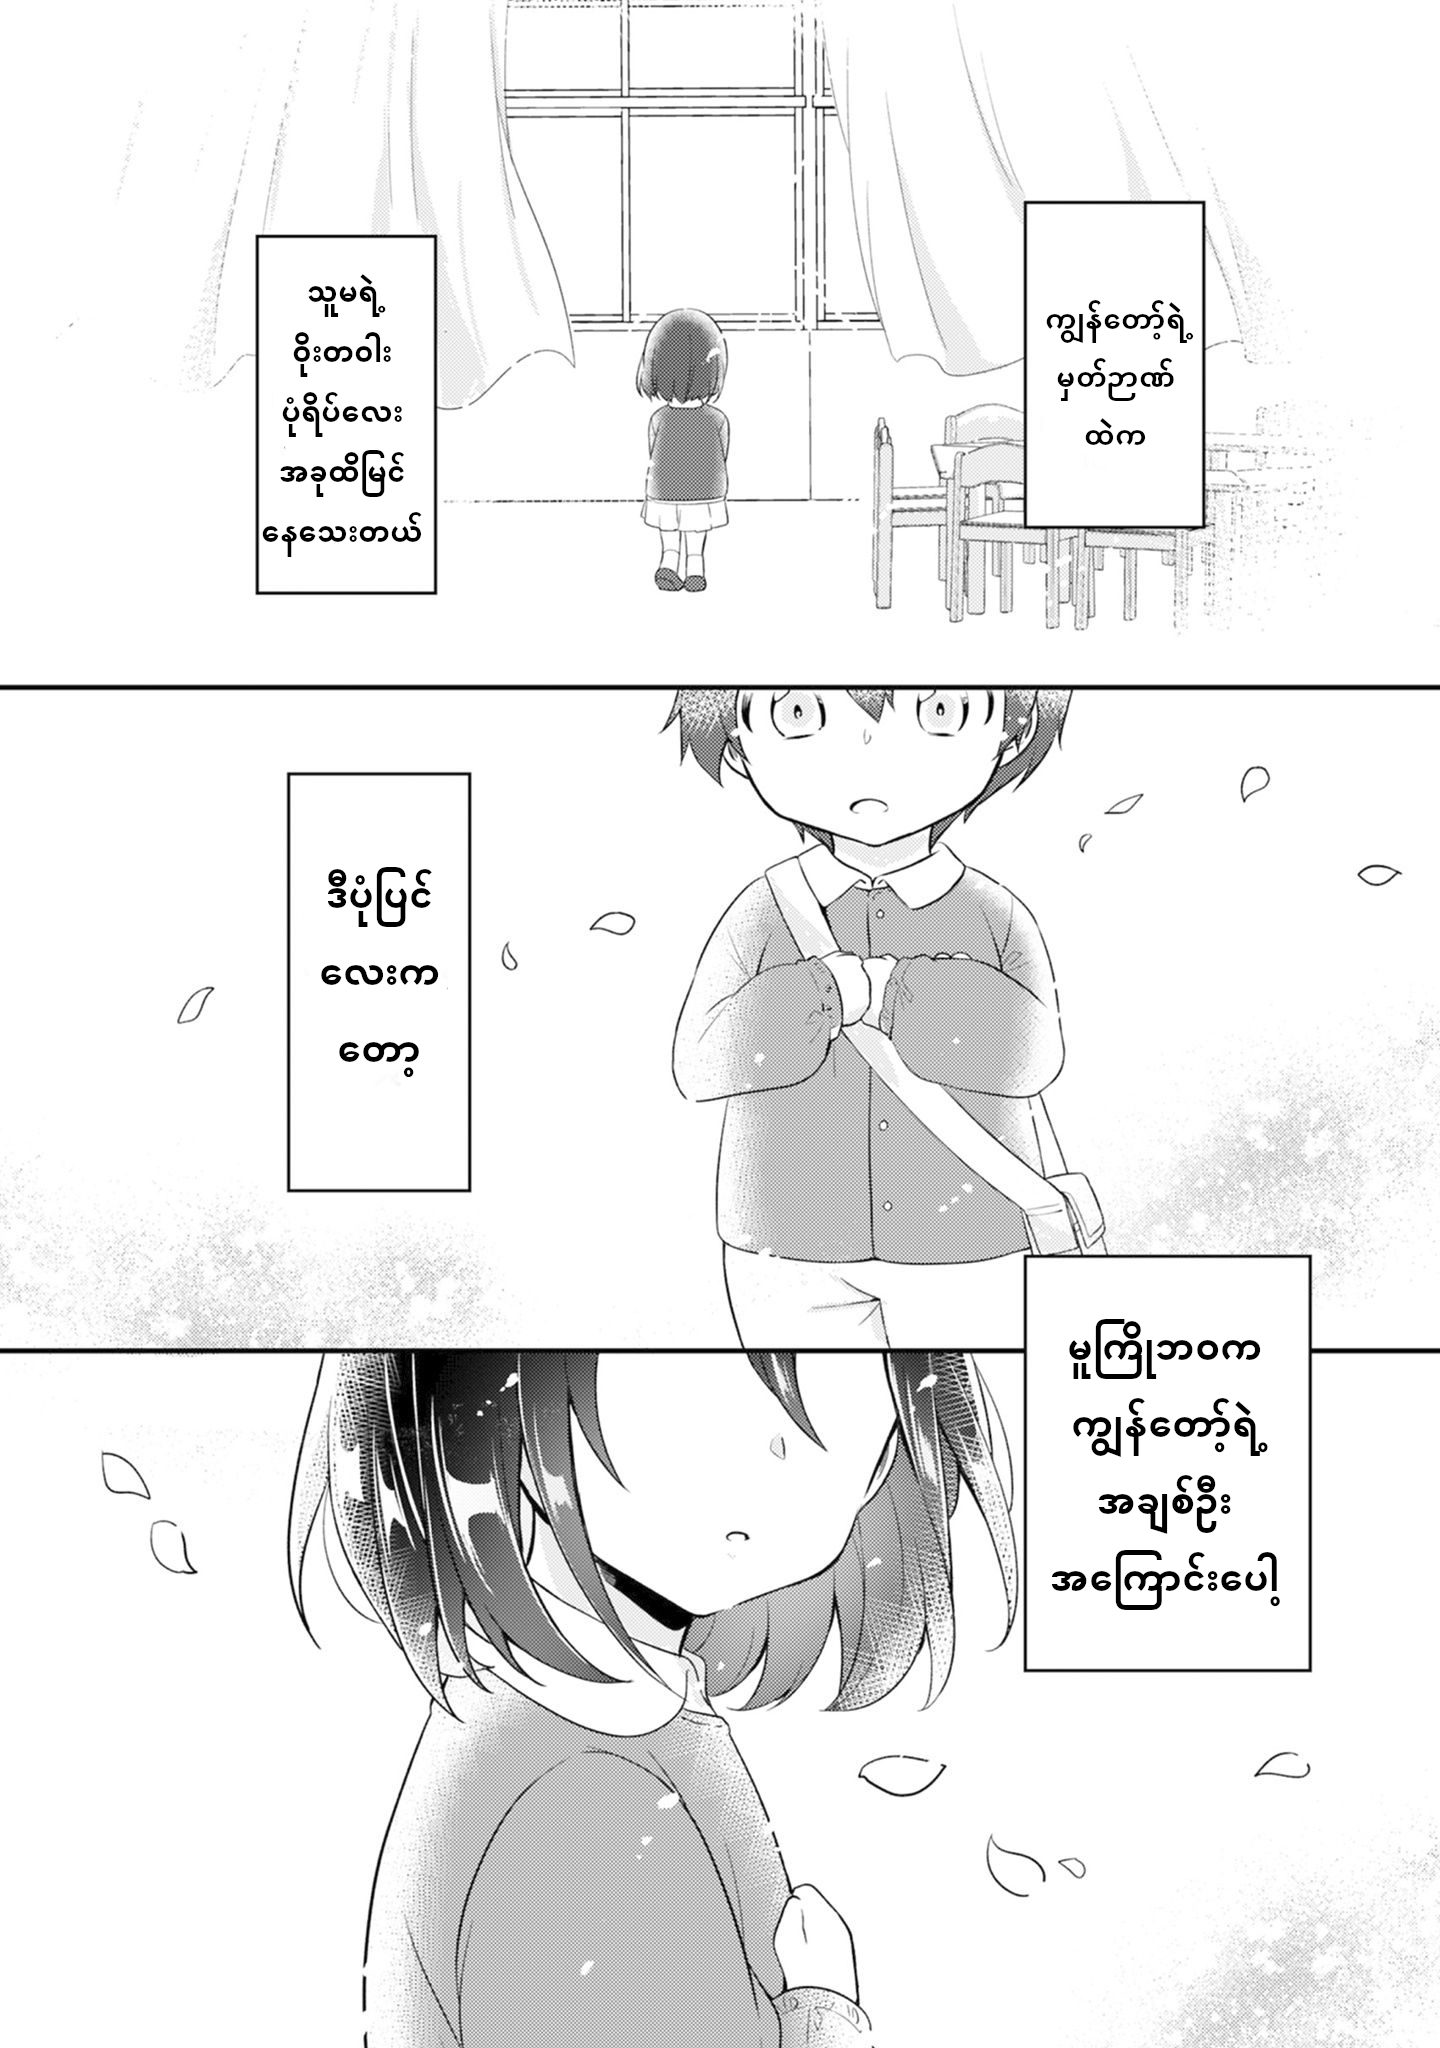 ကျွန်တော့်ရဲ့
မှတ်ဉာဏ်
ထဲက
သူမရဲ့
ဝိုးတဝါး
ပုံရိပ်လေး
အခုထိမြင်
နေသေးတယ်
ဒီပုံပြင်
လေးက
တော့
မူကြိုဘဝက
ကျွန်တော့်ရဲ့
အချစ်ဦး
အကြောင်းပေါ့